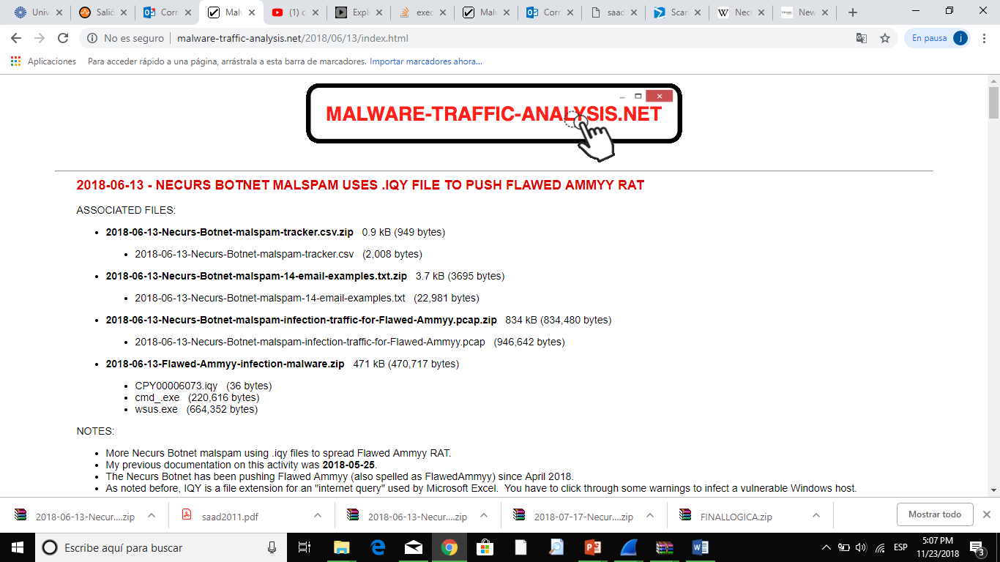 Univ
Salió
Corr
Malv
(1) c
Expl
exec
Malv
Corr
saad
Scar
Necr
New
No es seguro
malware-traffic-analysis.net/2018/06/13/index.html
En pausa
j
Aplicaciones
Para acceder rápido a una página, arrástrala a esta barra de marcadores. Importar marcadores ahora...
MALWARE-TRAFFIC-ANALYSIS.NET
2018-06-13 - NECURS BOTNET MALSPAM USES .IQY FILE TO PUSH FLAWED AMMYY RAT
ASSOCIATED FILES:
2018-06-13-Necurs-Botnet-malspam-tracker.csv.zip 0.9 kB (949 bytes)
2018-06-13-Necurs-Botnet-malspam-tracker.csv (2,008 bytes)
2018-06-13-Necurs-Botnet-malspam-14-email-examples.txt.zip 3.7 kB (3695 bytes)
2018-06-13-Necurs-Botnet-malspam-14-email-examples.txt (22,981 bytes)
2018-06-13-Necurs-Botnet-malspam-infection-traffic-for-Flawed-Ammyy.pcap.zip 834 kB (834,480 bytes)
2018-06-13-Necurs-Botnet-malspam-infection-traffic-for-Flawed-Ammyy.pcap (946,642 bytes)
2018-06-13-Flawed-Ammyy-infection-malware.zip 471 kB (470,717 bytes)
CPY00006073.iqy (36 bytes)
cmd_.exe (220,616 bytes)
wsus.exe (664,352 bytes)
NOTES:
More Necurs Botnet malspam using .iqy files to spread Flawed Ammyy RAT.
My previous documentation on this activity was 2018-05-25.
The Necurs Botnet has been pushing Flawed Ammyy (also spelled as FlawedAmmyy) since April 2018.
As noted before, IQY is a file extension for an "internet query" used by Microsoft Excel. You have to click through some warnings to infect a vulnerable Windows host.
2018-06-13-Necur....zip
saad2011.pdf
2018-06-13-Necur....zip
2018-07-17-Necur....zip
FINALLOGICA.zip
Mostrar todo
Escribe aquí para buscar
ESP
5:07 PM
11/23/2018
3